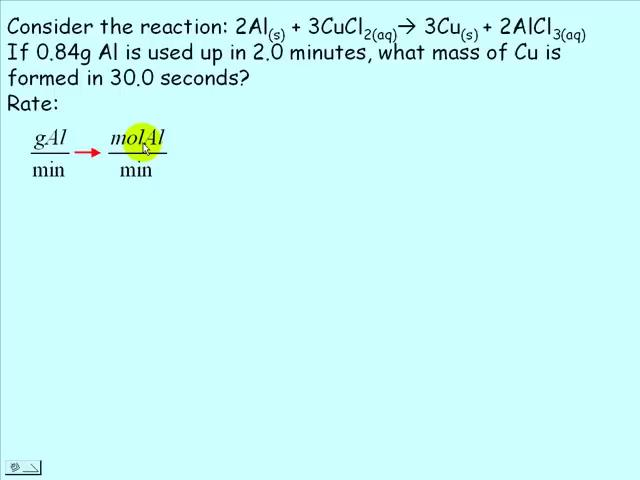 Consider the reaction: 2Al(s) + 3CuCl2(aq)→ 3Cu(s) + 2AlCl3(aq)
If 0.84g Al is used up in 2.0 minutes, what mass of Cu is
formed in 30.0 seconds?
Rate:
gAl → molAl
min min